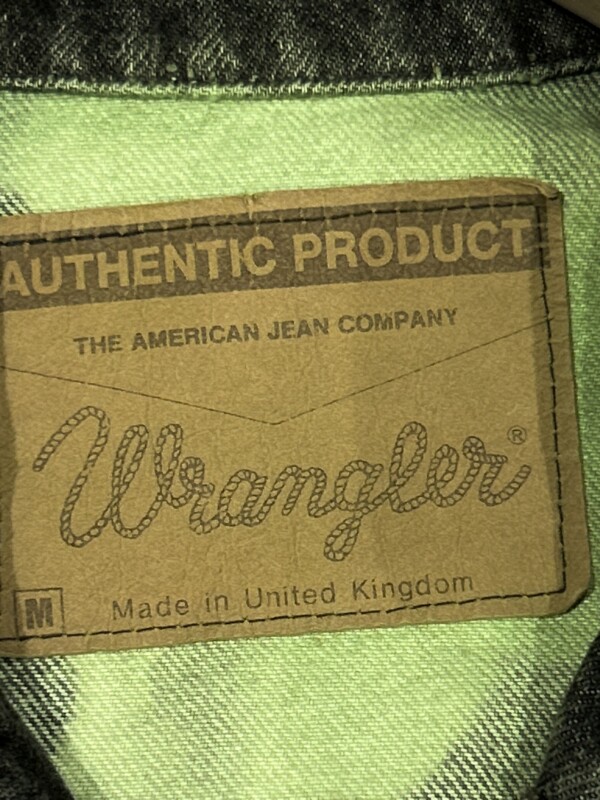 AUTHENTIC PRODUCT
THE AMERICAN JEAN COMPANY
Wrangler®
M
Made in United Kingdom